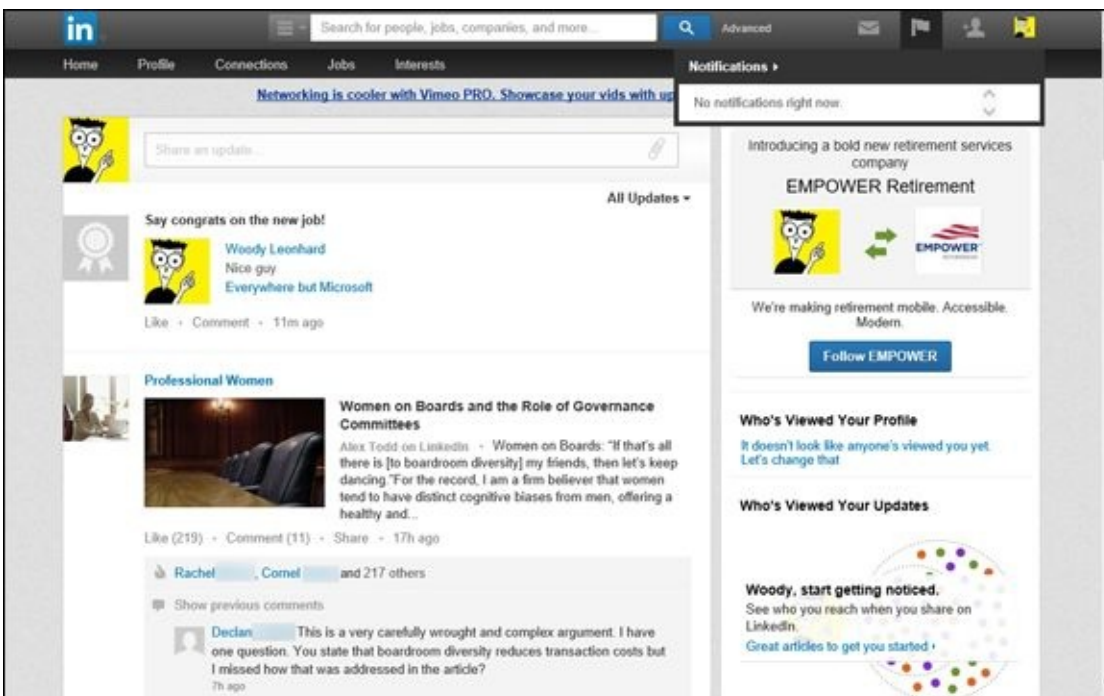 in
Search for people, jobs, companies, and more...
Advanced
Home Profile Connections Jobs Interests
Notifications ▸
No notifications right now.
Networking is cooler with Vimeo PRO. Showcase your vids with up
Share an update...
All Updates ▾
Say congrats on the new job!
Woody Leonhard
Nice guy
Everywhere but Microsoft
Like · Comment · 11m ago
Professional Women
Women on Boards and the Role of Governance
Committees
Alex Todd on LinkedIn · Women on Boards: "If that's all
there is [to boardroom diversity] my friends, then let's keep
dancing."For the record, I am a firm believer that women
tend to have distinct cognitive biases from men, offering a
healthy and...
Like (219) · Comment (11) · Share · 17h ago
Rachel , Cornel and 217 others
Show previous comments
Declan This is a very carefully wrought and complex argument. I have
one question. You state that boardroom diversity reduces transaction costs but
I missed how that was addressed in the article?
7h ago
Introducing a bold new retirement services
company
EMPOWER Retirement
EMPOWER
RETIREMENT
We're making retirement mobile. Accessible.
Modern.
Follow EMPOWER
Who's Viewed Your Profile
It doesn't look like anyone's viewed you yet.
Let's change that
Who's Viewed Your Updates
Woody, start getting noticed.
See who you reach when you share on
LinkedIn.
Great articles to get you started ›